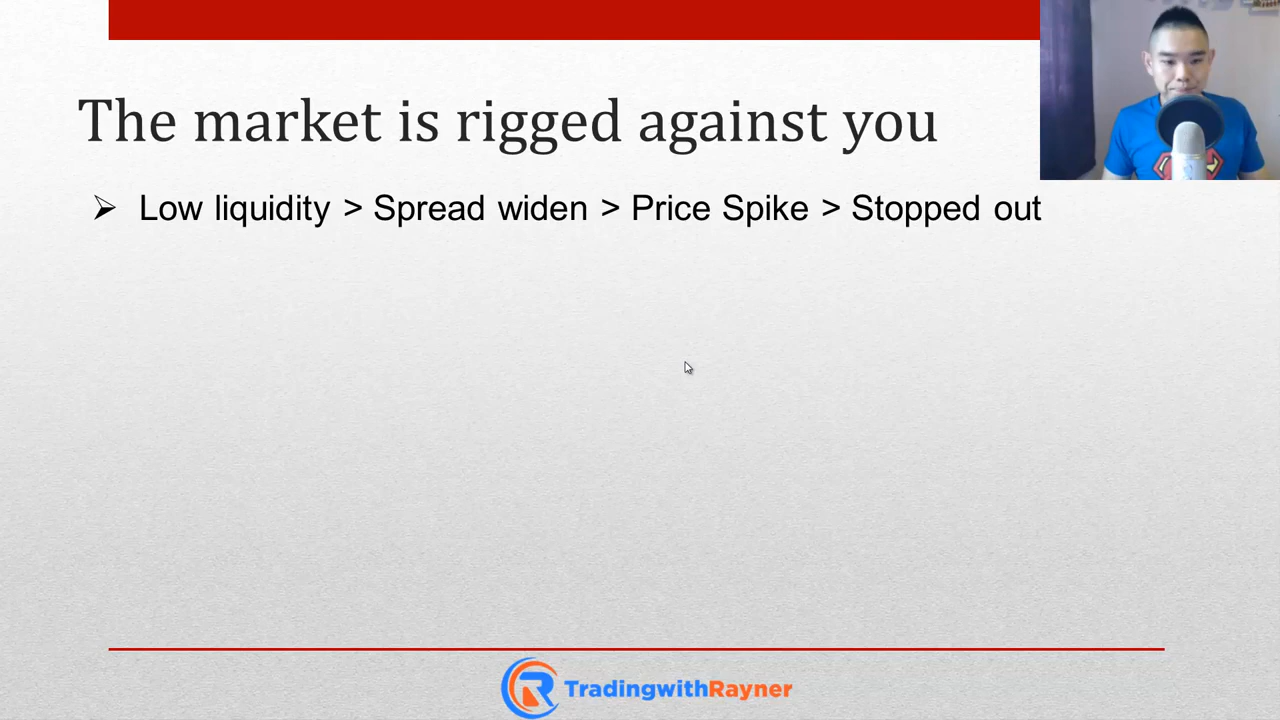 The market is rigged against you
➢ Low liquidity > Spread widen > Price Spike > Stopped out
TradingwithRayner